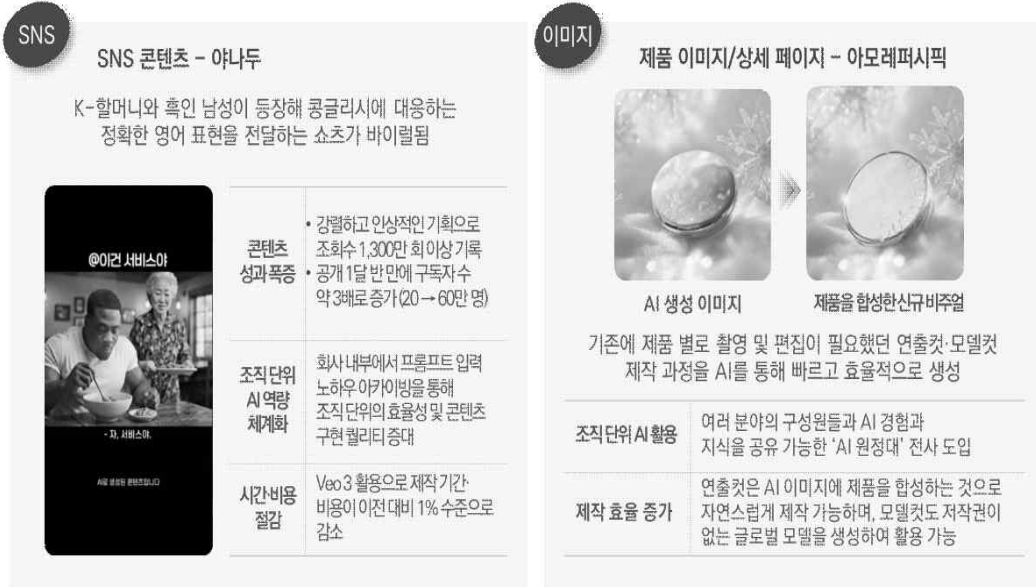 SNS
SNS 콘텐츠 – 야나두
K-할머니와 흑인 남성이 등장해 콩글리시에 대응하는
정확한 영어 표현을 전달하는 쇼츠가 바이럴됨
@이건 서비스야
- 자, 서비스야.
AI로 생성된 콘텐츠입니다
콘텐츠
성과 폭증
• 강렬하고 인상적인 기획으로
조회수 1,300만 회 이상 기록
• 공개 1달 반 만에 구독자 수
약 3배로 증가 (20 → 60만 명)
조직 단위
AI 역량
체계화
회사 내부에서 프롬프트 입력
노하우 아카이빙을 통해
조직 단위의 효율성 및 콘텐츠
구현 퀄리티 증대
시간·비용
절감
Veo 3 활용으로 제작 기간·
비용이 이전 대비 1% 수준으로
감소
이미지
제품 이미지/상세 페이지 – 아모레퍼시픽
AI 생성 이미지
제품을 합성한 신규 비주얼
기존에 제품 별로 촬영 및 편집이 필요했던 연출컷·모델컷
제작 과정을 AI를 통해 빠르고 효율적으로 생성
조직 단위 AI 활용
여러 분야의 구성원들과 AI 경험과
지식을 공유 가능한 ‘AI 원정대’ 전사 도입
제작 효율 증가
연출컷은 AI 이미지에 제품을 합성하는 것으로
자연스럽게 제작 가능하며, 모델컷도 저작권이
없는 글로벌 모델을 생성하여 활용 가능